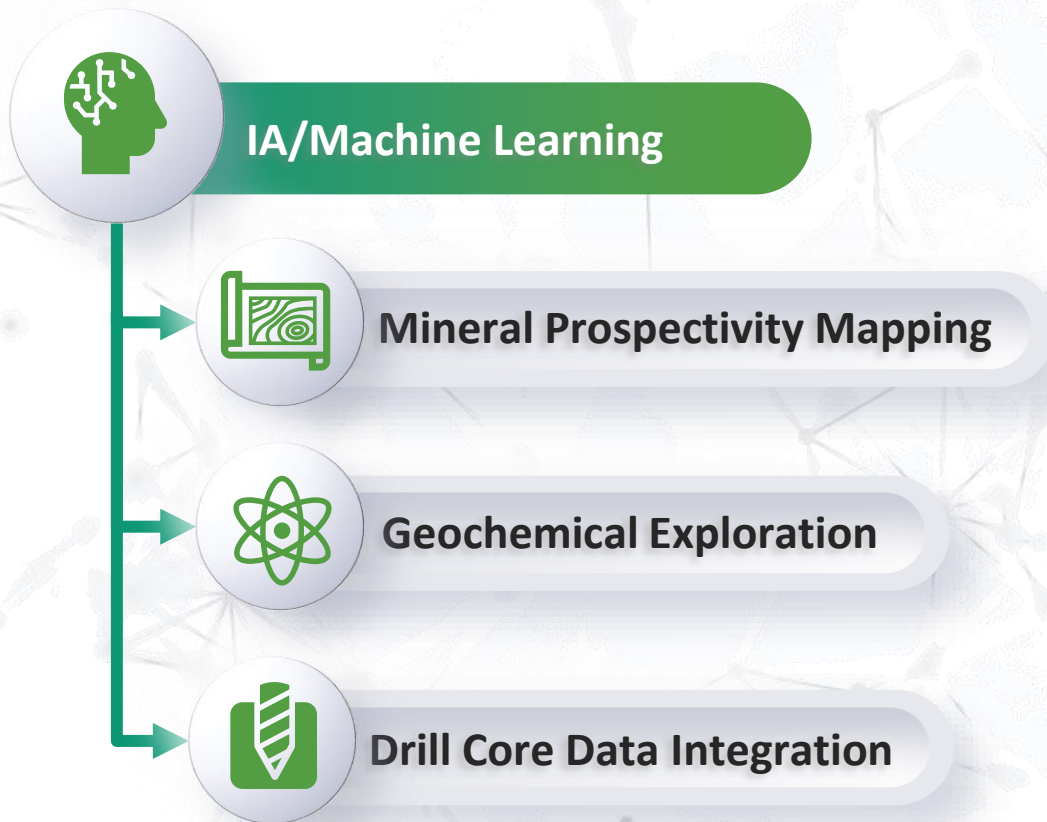 IA/Machine Learning
Mineral Prospectivity Mapping
Geochemical Exploration
Drill Core Data Integration